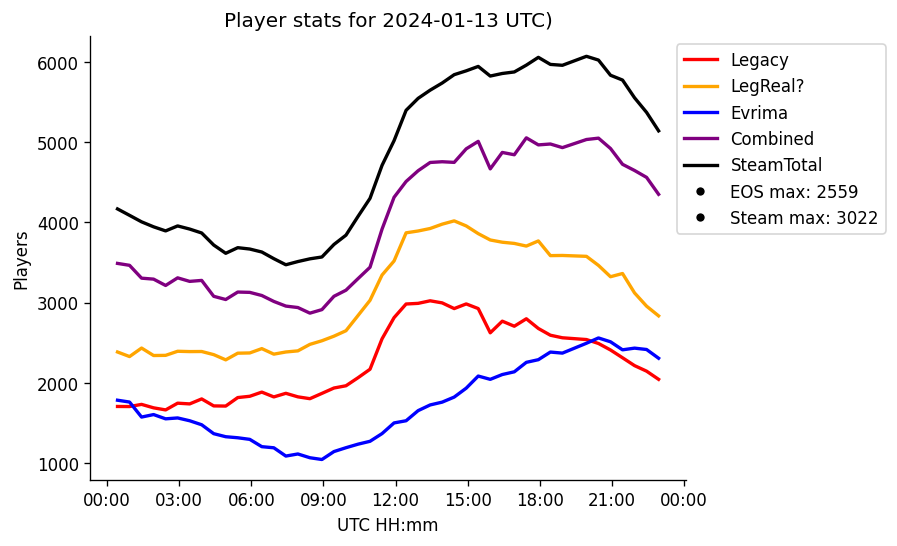 Player stats for 2024-01-13 UTC)
Legacy
LegReal?
Evrima
Combined
SteamTotal
EOS max: 2559
Steam max: 3022
Players
6000
5000
4000
3000
2000
1000
00:00 03:00 06:00 09:00 12:00 15:00 18:00 21:00 00:00
UTC HH:mm